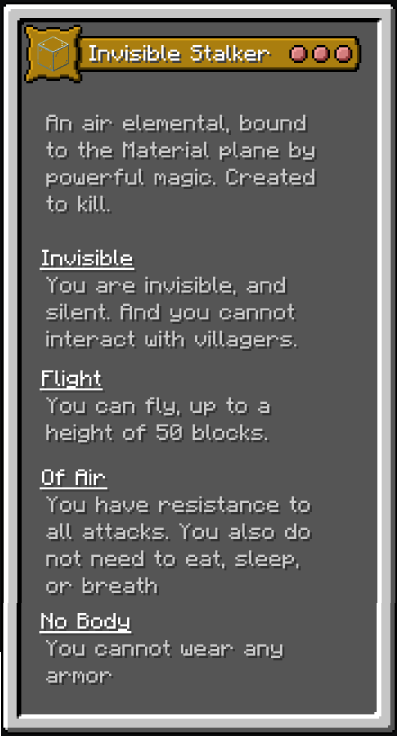 Invisible Stalker
An air elemental, bound
to the Material plane by
powerful magic. Created
to kill.
Invisible
You are invisible, and
silent. And you cannot
interact with villagers.
Flight
You can fly, up to a
height of 50 blocks.
Of Air
You have resistance to
all attacks. You also do
not need to eat, sleep,
or breath
No Body
You cannot wear any
armor